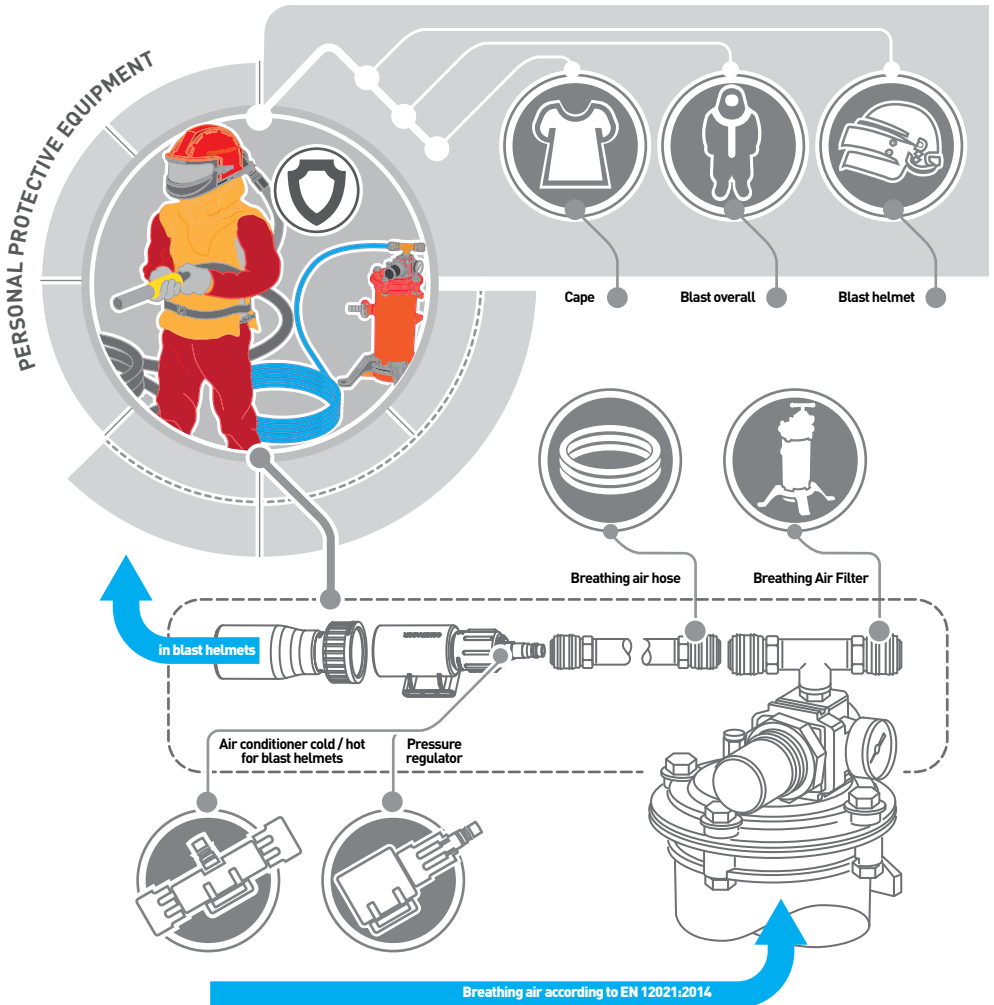 PERSONAL PROTECTIVE EQUIPMENT
Cape
Blast overall
Blast helmet
Breathing air hose
Breathing Air Filter
in blast helmets
Air conditioner cold / hot
for blast helmets
Pressure
regulator
Breathing air according to EN 12021:2014